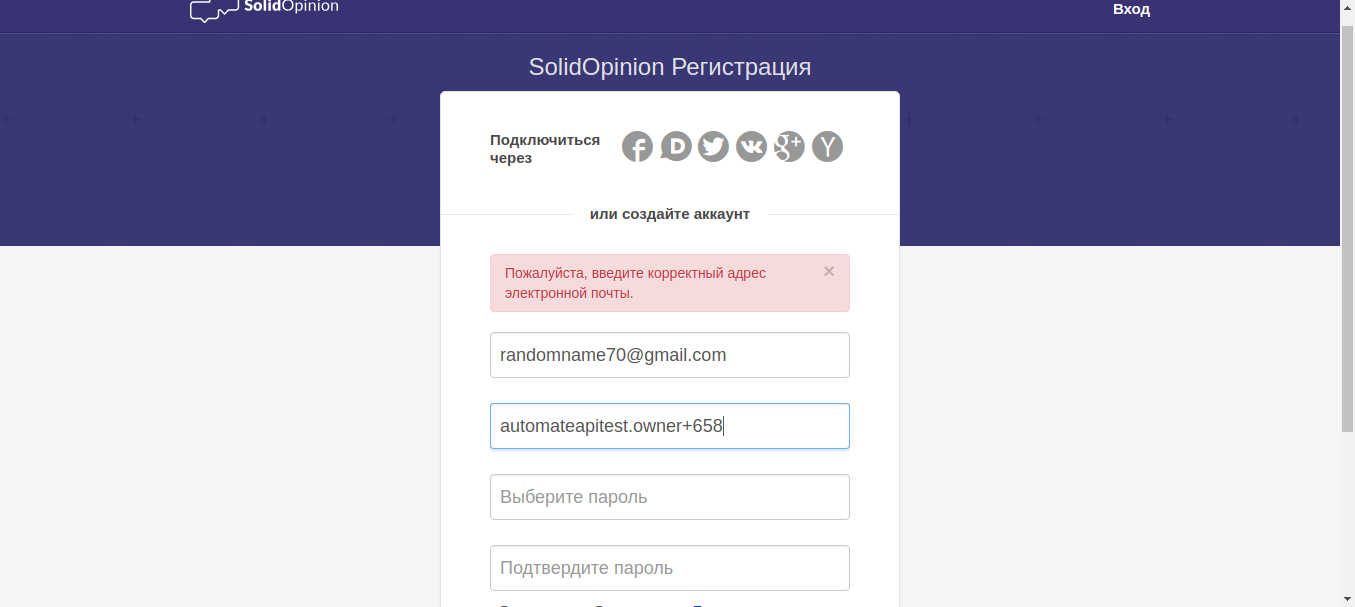 SolidOpinion
Вход
SolidOpinion Регистрация
Подключиться
через
или создайте аккаунт
Пожалуйста, введите корректный адрес
электронной почты.
×
randomname70@gmail.com
automateapitest.owner+658
Выберите пароль
Подтвердите пароль